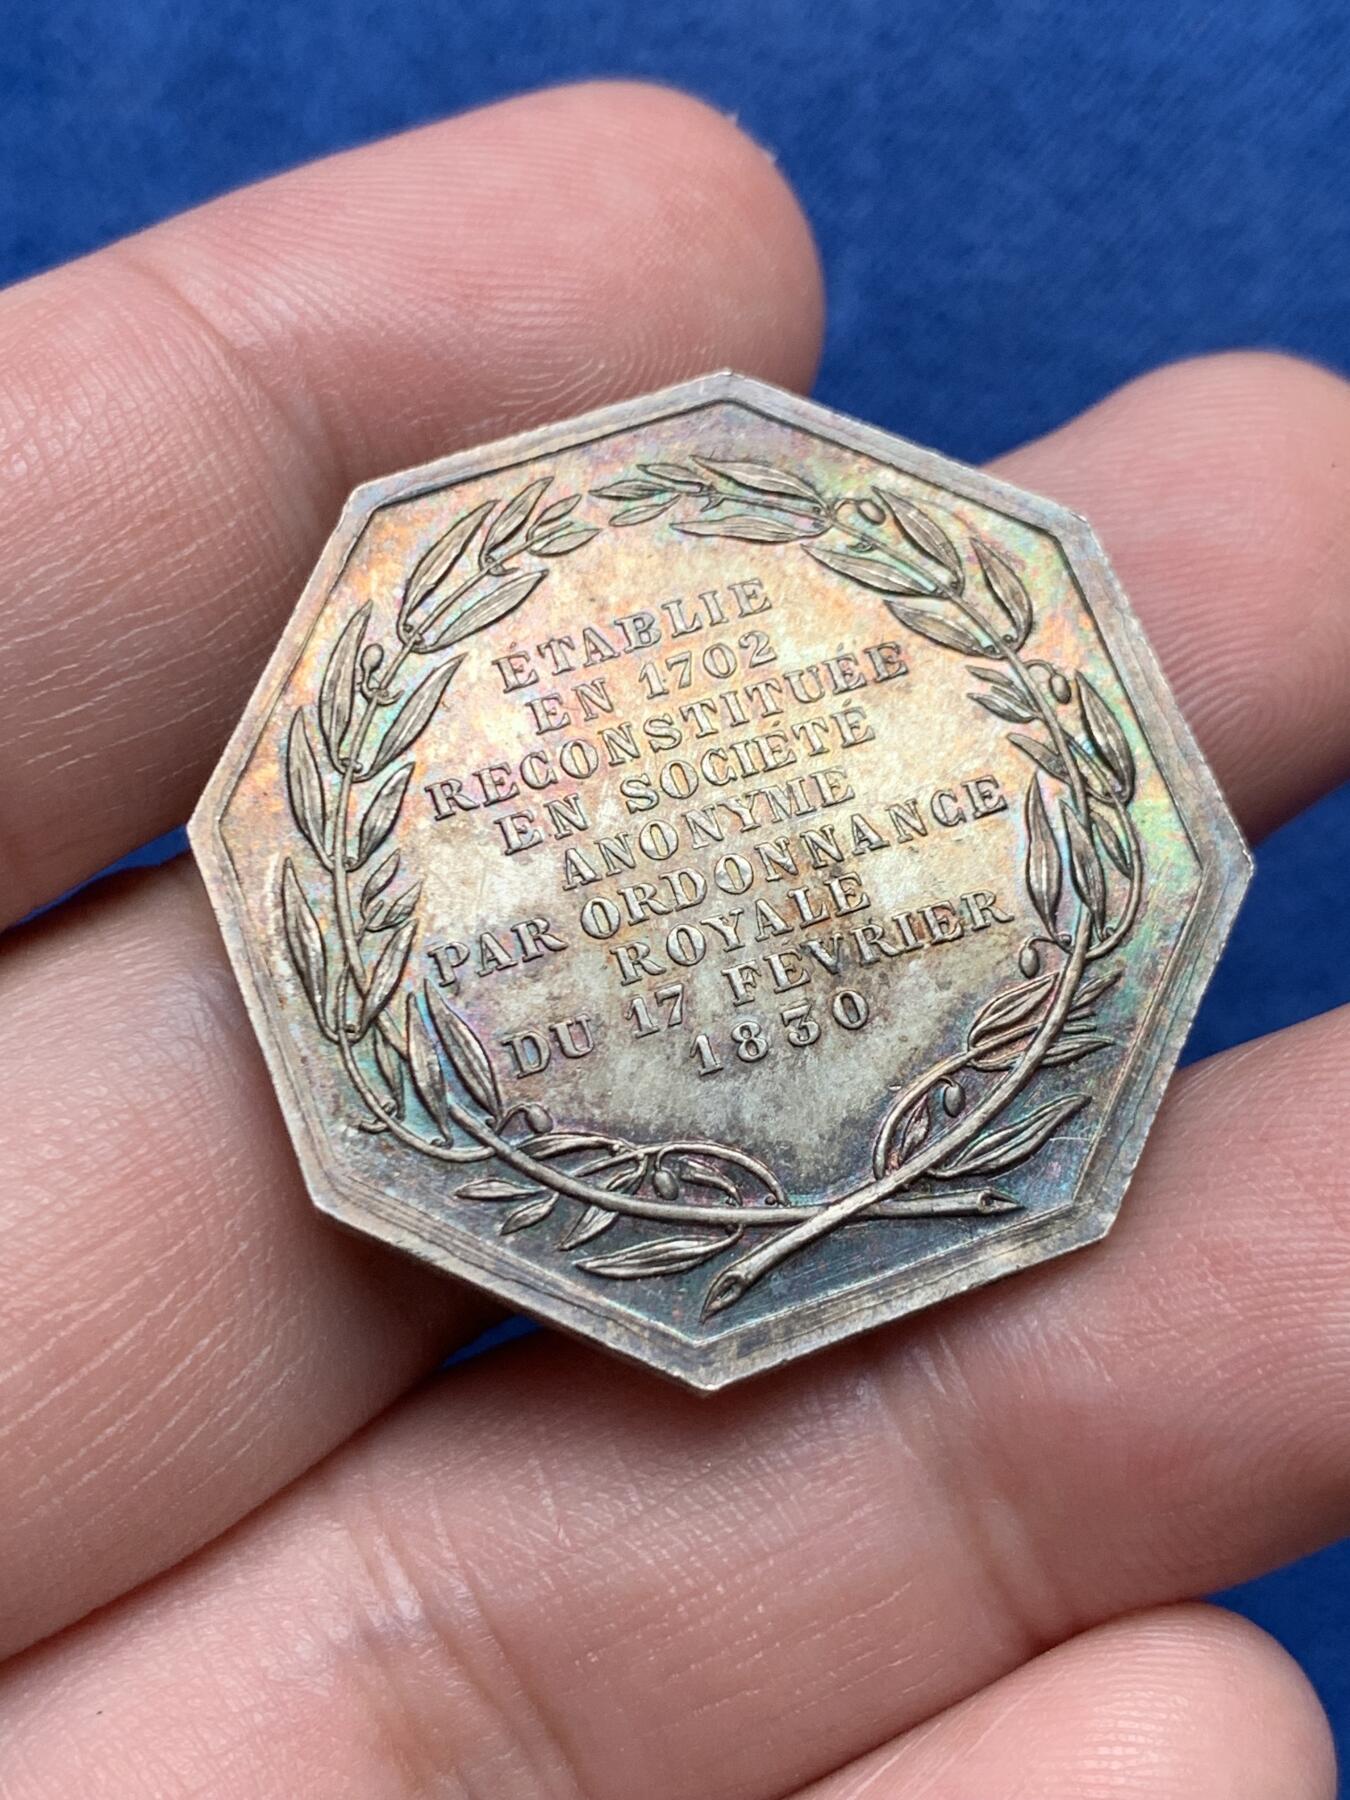 ÉTABLIE
EN 1702
RECONSTITUÉE
EN SOCIÉTÉ
ANONYME
PAR ORDONNANCE
ROYALE
DU 17 FÉVRIER
1830